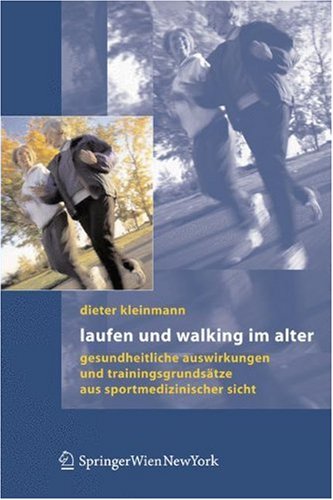 dieter kleinmann
laufen und walking im alter
gesundheitliche auswirkungen
und trainingsgrundsätze
aus sportmedizinischer sicht
SpringerWienNewYork